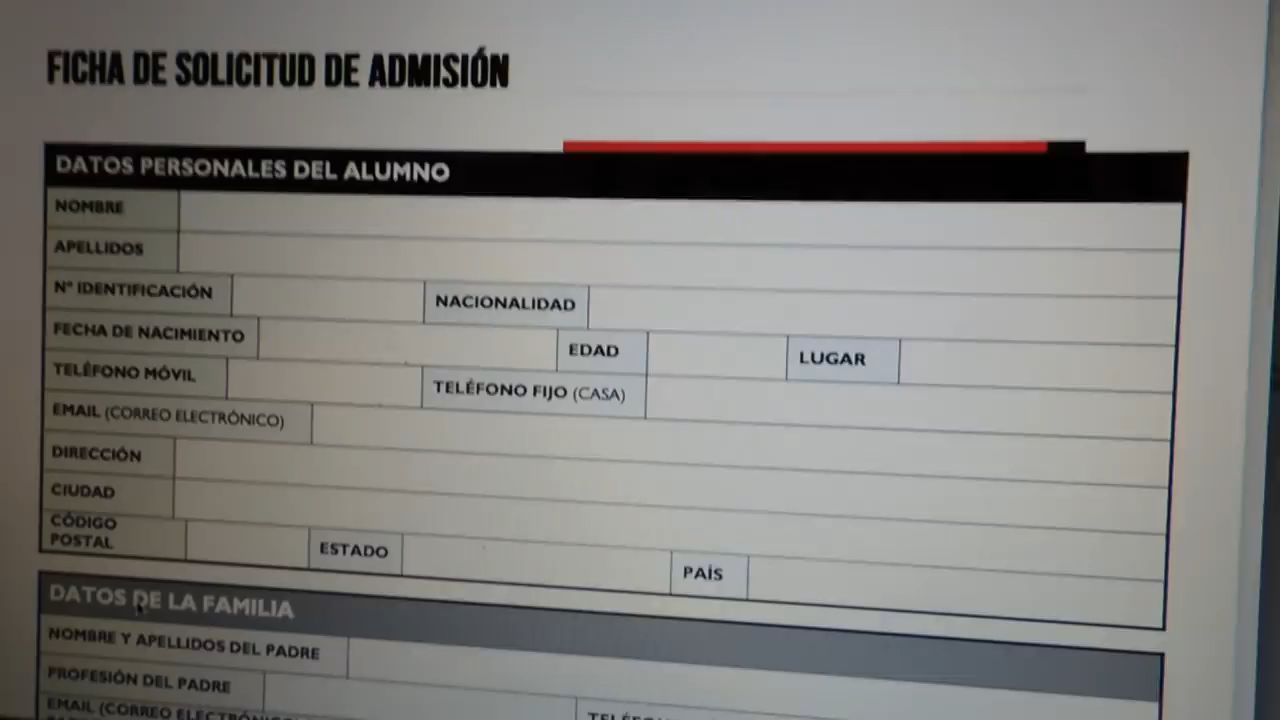 FICHA DE SOLICITUD DE ADMISIÓN
DATOS PERSONALES DEL ALUMNO
NOMBRE
APELLIDOS
Nº IDENTIFICACIÓN NACIONALIDAD
FECHA DE NACIMIENTO EDAD LUGAR
TELÉFONO MÓVIL TELÉFONO FIJO (CASA)
EMAIL (CORREO ELECTRÓNICO)
DIRECCIÓN
CIUDAD
CÓDIGO
POSTAL ESTADO PAÍS
DATOS DE LA FAMILIA
NOMBRE Y APELLIDOS DEL PADRE
PROFESIÓN DEL PADRE
EMAIL (CORREO